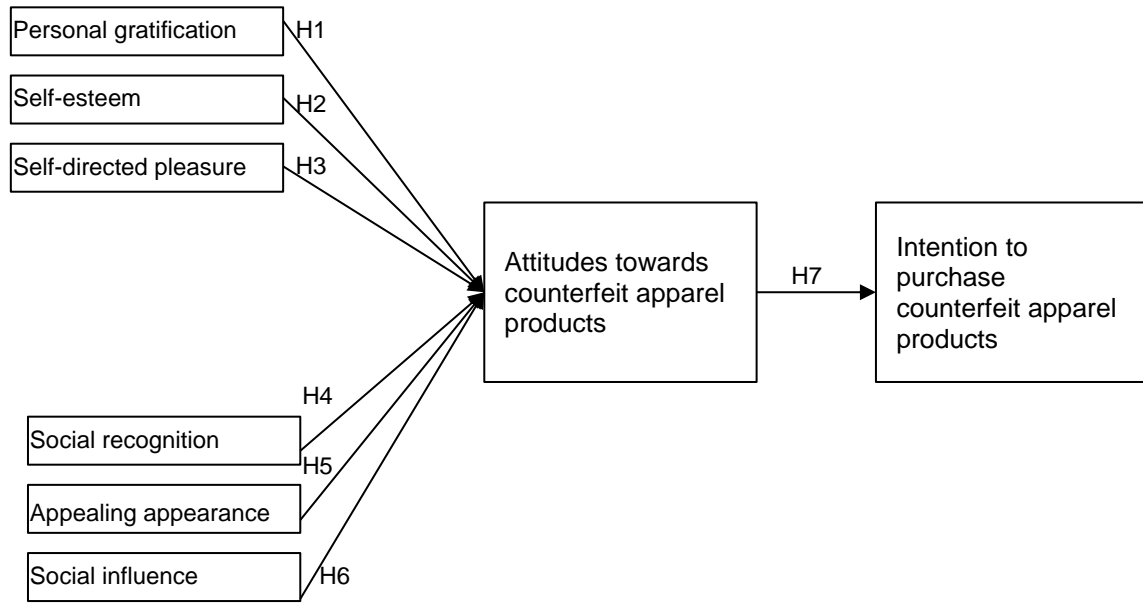 Personal gratification
H1
Self-esteem
H2
Self-directed pleasure
H3
Attitudes towards
counterfeit apparel
products
H7
Intention to
purchase
counterfeit apparel
products
H4
Social recognition
H5
Appealing appearance
Social influence
H6